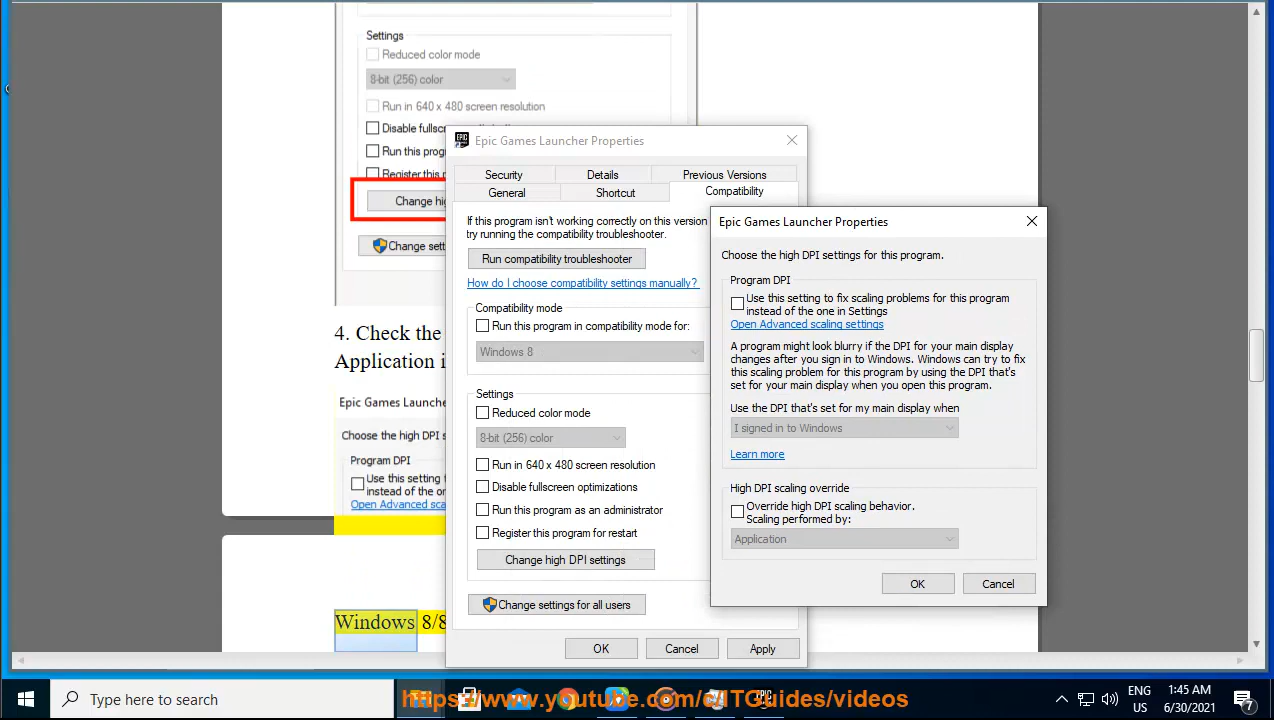 Settings
Reduced color mode
8-bit (256) color
Run in 640 x 480 screen resolution
Disable fullsc
Run this prog
Register this
Change hig
Change sett
4. Check the
Application i
Epic Games Launche
Choose the high DPI s
Program DPI
Use this setting t
instead of the on
Open Advanced sca
Windows 8/8
Epic Games Launcher Properties
Security
Details
Previous Versions
General
Shortcut
Compatibility
If this program isn't working correctly on this version
try running the compatibility troubleshooter.
Run compatibility troubleshooter
How do I choose compatibility settings manually?
Compatibility mode
Run this program in compatibility mode for:
Windows 8
Settings
Reduced color mode
8-bit (256) color
Run in 640 x 480 screen resolution
Disable fullscreen optimizations
Run this program as an administrator
Register this program for restart
Change high DPI settings
Change settings for all users
OK
Cancel
Apply
Epic Games Launcher Properties
Choose the high DPI settings for this program.
Program DPI
Use this setting to fix scaling problems for this program
instead of the one in Settings
Open Advanced scaling settings
A program might look blurry if the DPI for your main display
changes after you sign in to Windows. Windows can try to fix
this scaling problem for this program by using the DPI that's
set for your main display when you open this program.
Use the DPI that's set for my main display when
I signed in to Windows
Learn more
High DPI scaling override
Override high DPI scaling behavior.
Scaling performed by:
Application
OK
Cancel
Type here to search
https://www.youtube.com/c/ITGuides/videos
ENG
US
1:45 AM
6/30/2021
7